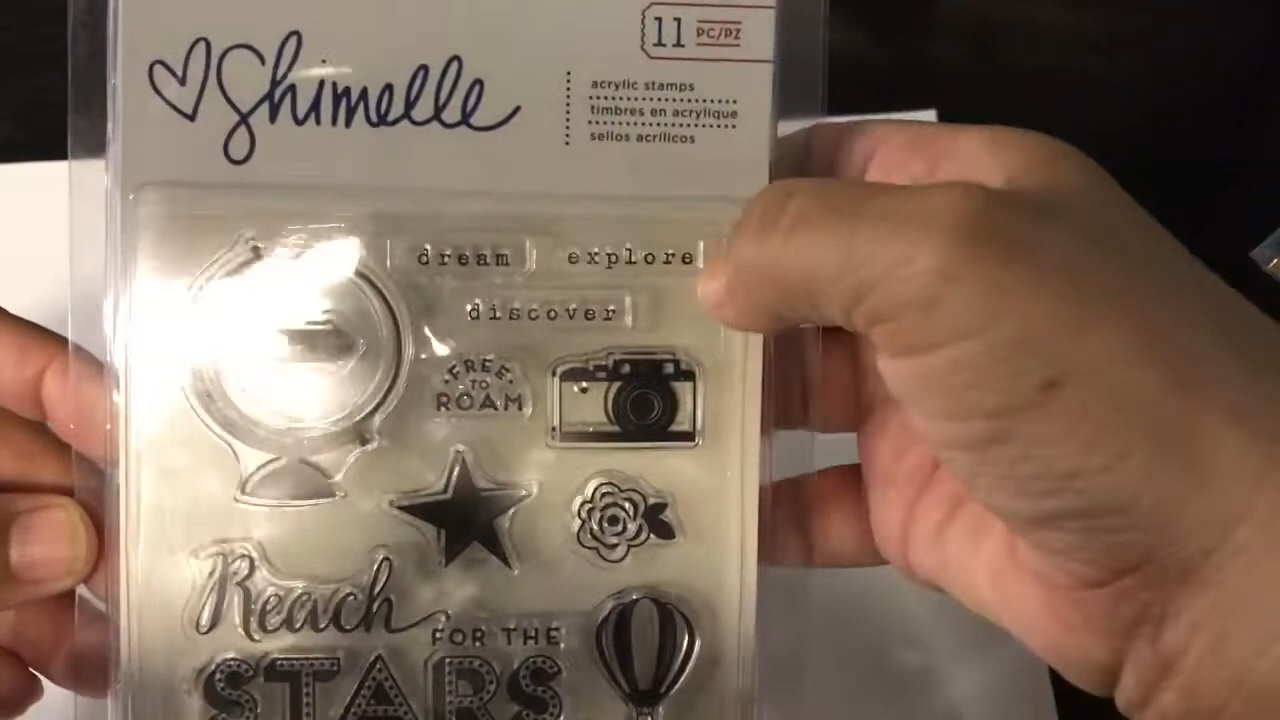 Shimelle
11 PC/PZ
acrylic stamps
timbres en acrylique
sellos acrílicos
dream
explore
discover
FREE
TO
ROAM
Reach
FOR THE
STARS